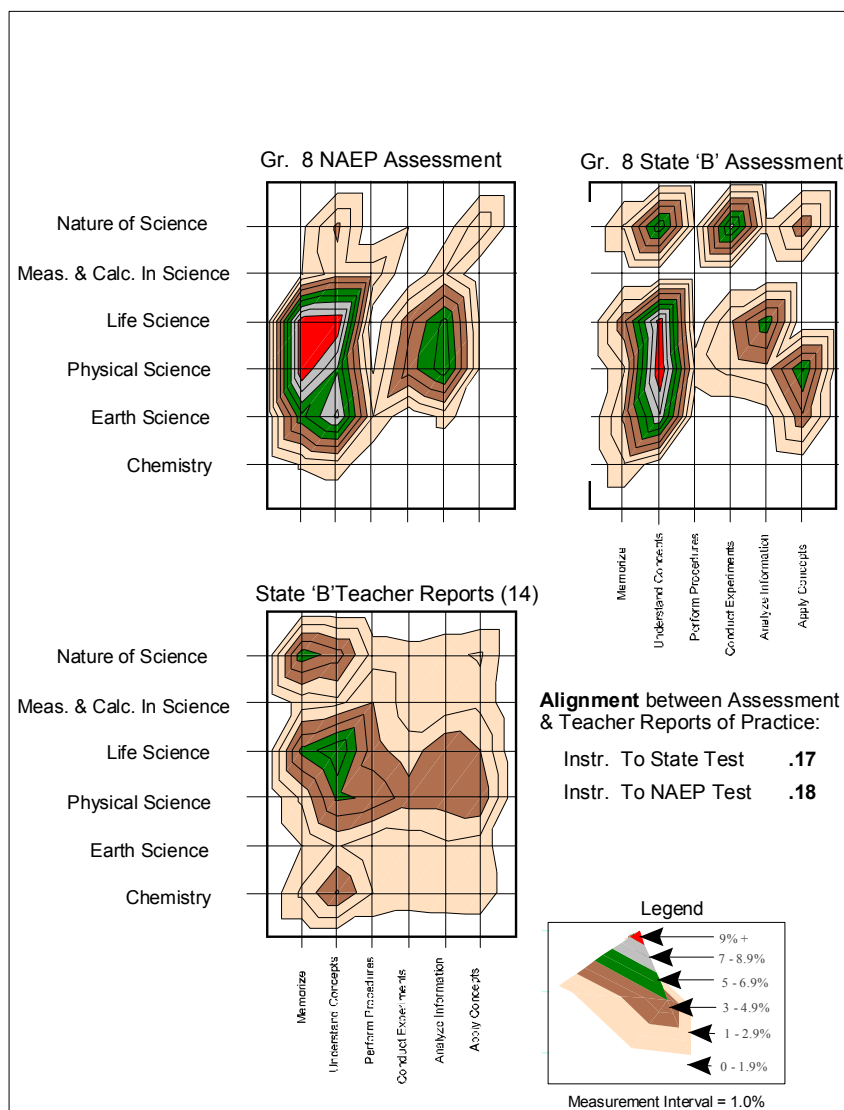 Gr. 8 NAEP Assessment
Gr. 8 State 'B' Assessment
Nature of Science
Meas. & Calc. In Science
Life Science
Physical Science
Earth Science
Chemistry
Memorize
Understand Concepts
Perform Procedures
Conduct Experiments
Analyze Information
Apply Concepts
State 'B'Teacher Reports (14)
Nature of Science
Meas. & Calc. In Science
Life Science
Physical Science
Earth Science
Chemistry
Memorize
Understand Concepts
Perform Procedures
Conduct Experiments
Analyze Information
Apply Concepts
Alignment between Assessment
& Teacher Reports of Practice:
Instr. To State Test .17
Instr. To NAEP Test .18
Legend
9% +
7 - 8.9%
5 - 6.9%
3 - 4.9%
1 - 2.9%
0 - 1.9%
Measurement Interval = 1.0%